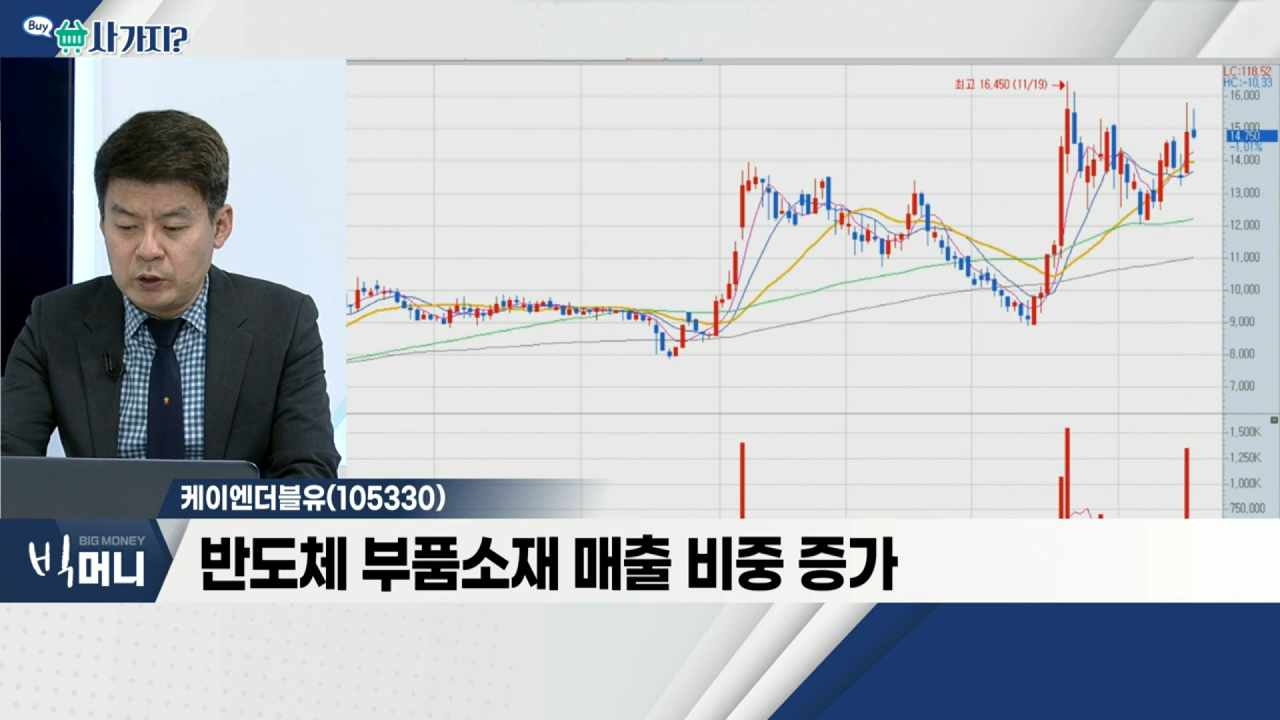 Buy
사가지?
최고 16,450 (11/19)
LC:118,52
HC:-10,33
16,000
15,000
14,750
-1,01%
14,000
13,000
12,000
11,000
10,000
9,000
8,000
7,000
1,500K
1,250K
1,000K
750,000
케이엔더블유(105330)
BIG MONEY
빅머니
반도체 부품소재 매출 비중 증가